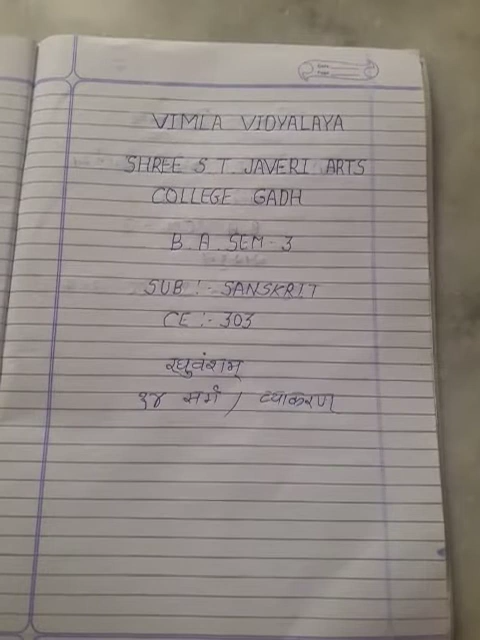 VIMLA VIDYALAYA
SHREE S. T. JAVERI ARTS
COLLEGE GADH
B. A. SEM - 3
SUB :- SANSKRIT
CE :- 303
रघुवंशम्
१४ सर्ग / व्याकरण